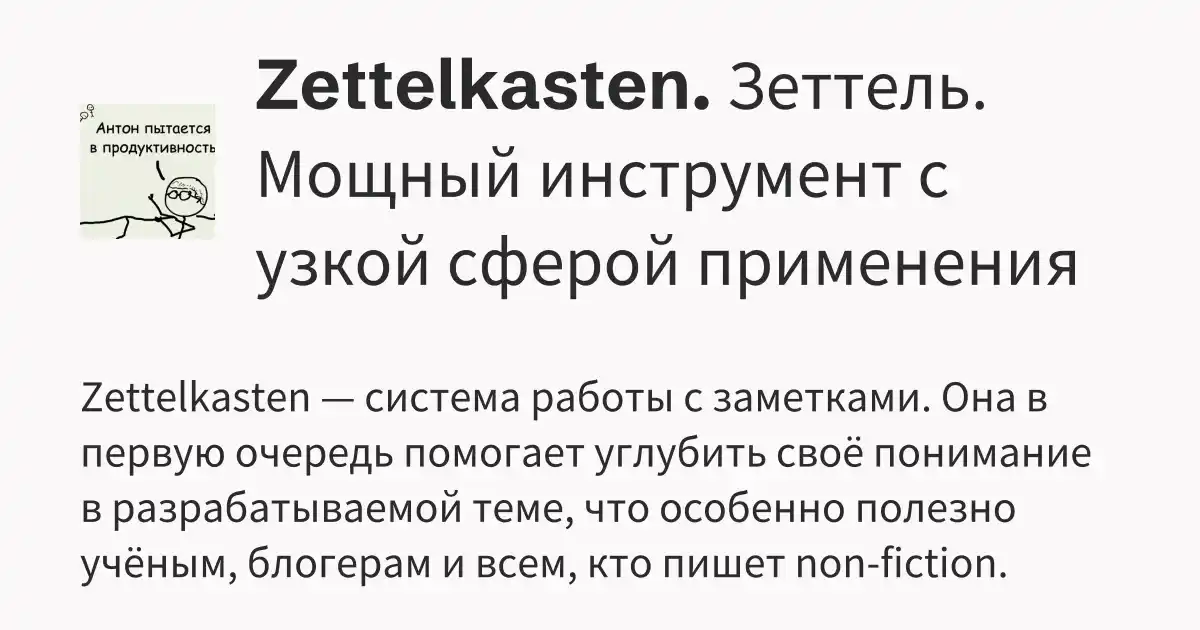 Антон пытается
в продуктивность
Zettelkasten. Зеттель.
Мощный инструмент с
узкой сферой применения
Zettelkasten — система работы с заметками. Она в
первую очередь помогает углубить своё понимание
в разрабатываемой теме, что особенно полезно
учёным, блогерам и всем, кто пишет non-fiction.